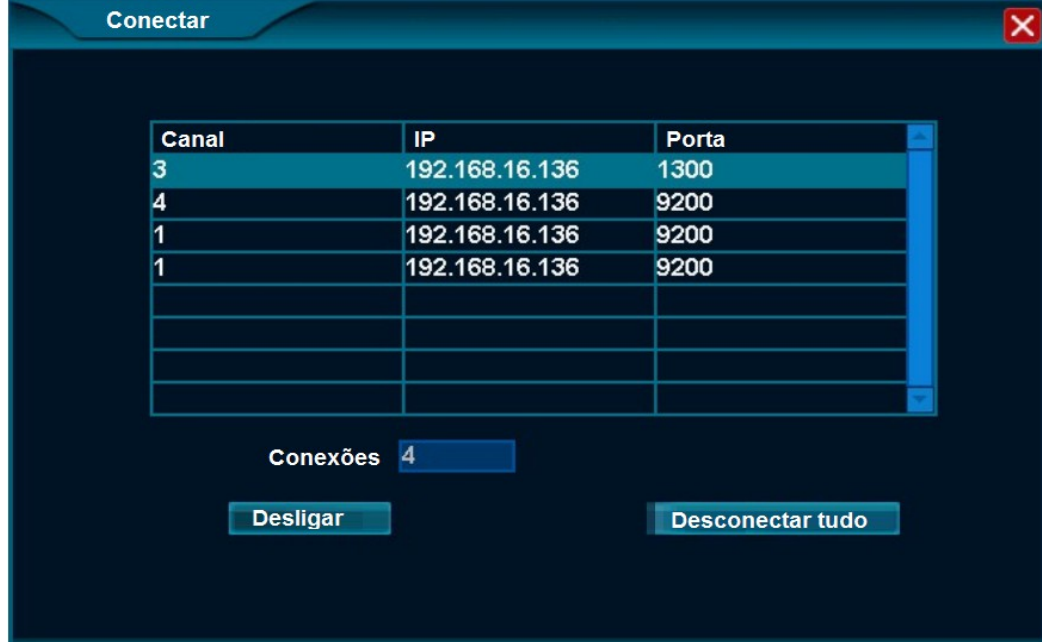 Conectar
Canal IP Porta
3 192.168.16.136 1300
4 192.168.16.136 9200
1 192.168.16.136 9200
1 192.168.16.136 9200
Conexões 4
Desligar Desconectar tudo